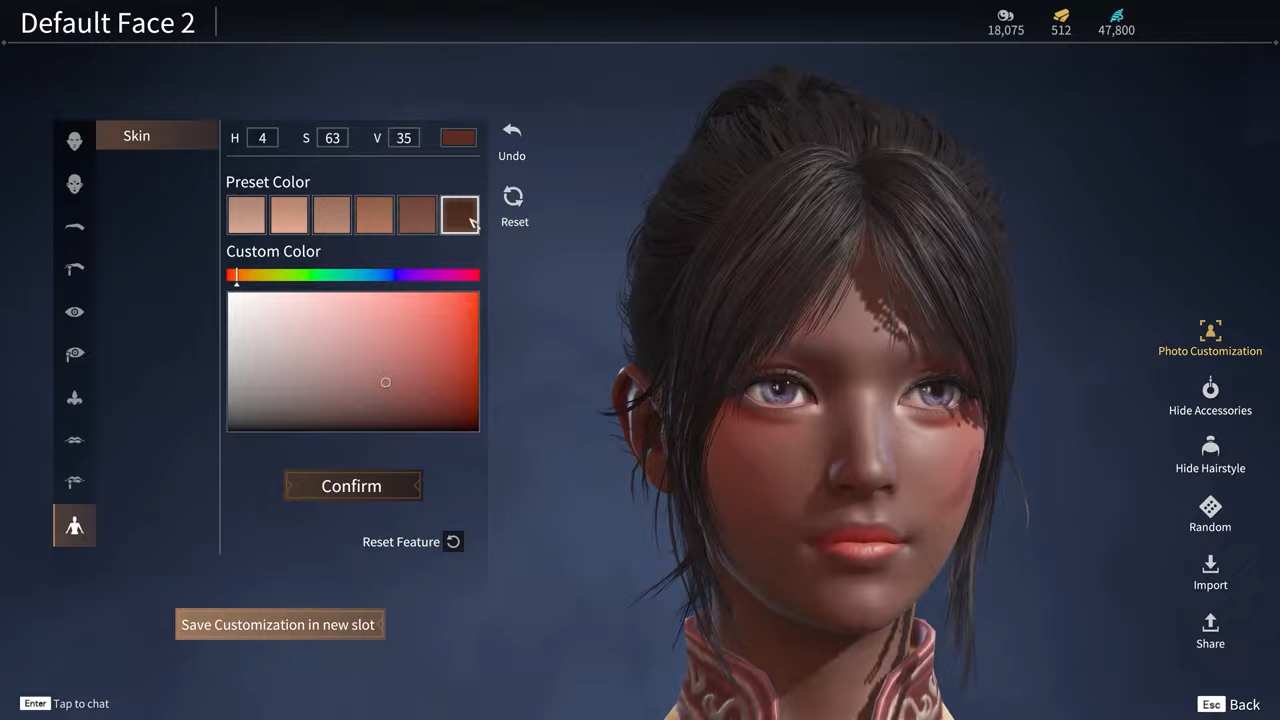 Default Face 2
18,075 512 47,800
Skin
H 4 S 63 V 35
Undo
Preset Color
Reset
Custom Color
Confirm
Reset Feature
Save Customization in new slot
Photo Customization
Hide Accessories
Hide Hairstyle
Random
Import
Share
Enter Tap to chat
Esc Back